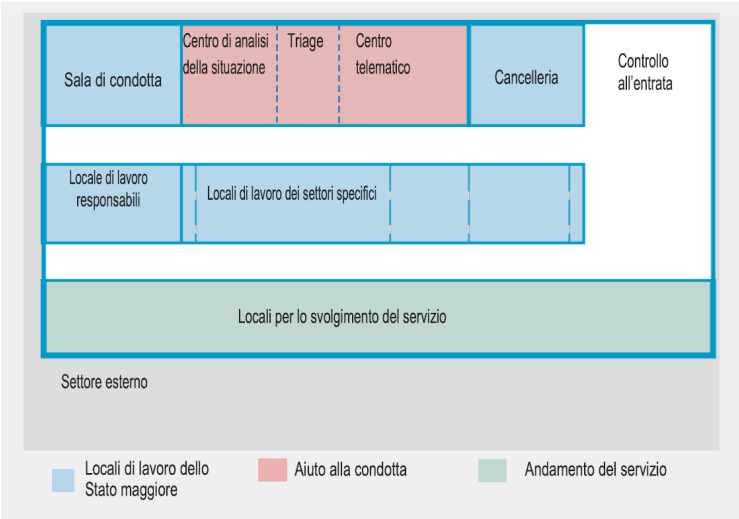 Sala di condotta
Centro di analisi
della situazione
Triage
Centro
telematico
Cancelleria
Controllo
all'entrata
Locale di lavoro
responsabili
Locali di lavoro dei settori specifici
Locali per lo svolgimento del servizio
Settore esterno
Locali di lavoro dello
Stato maggiore
Aiuto alla condotta
Andamento del servizio